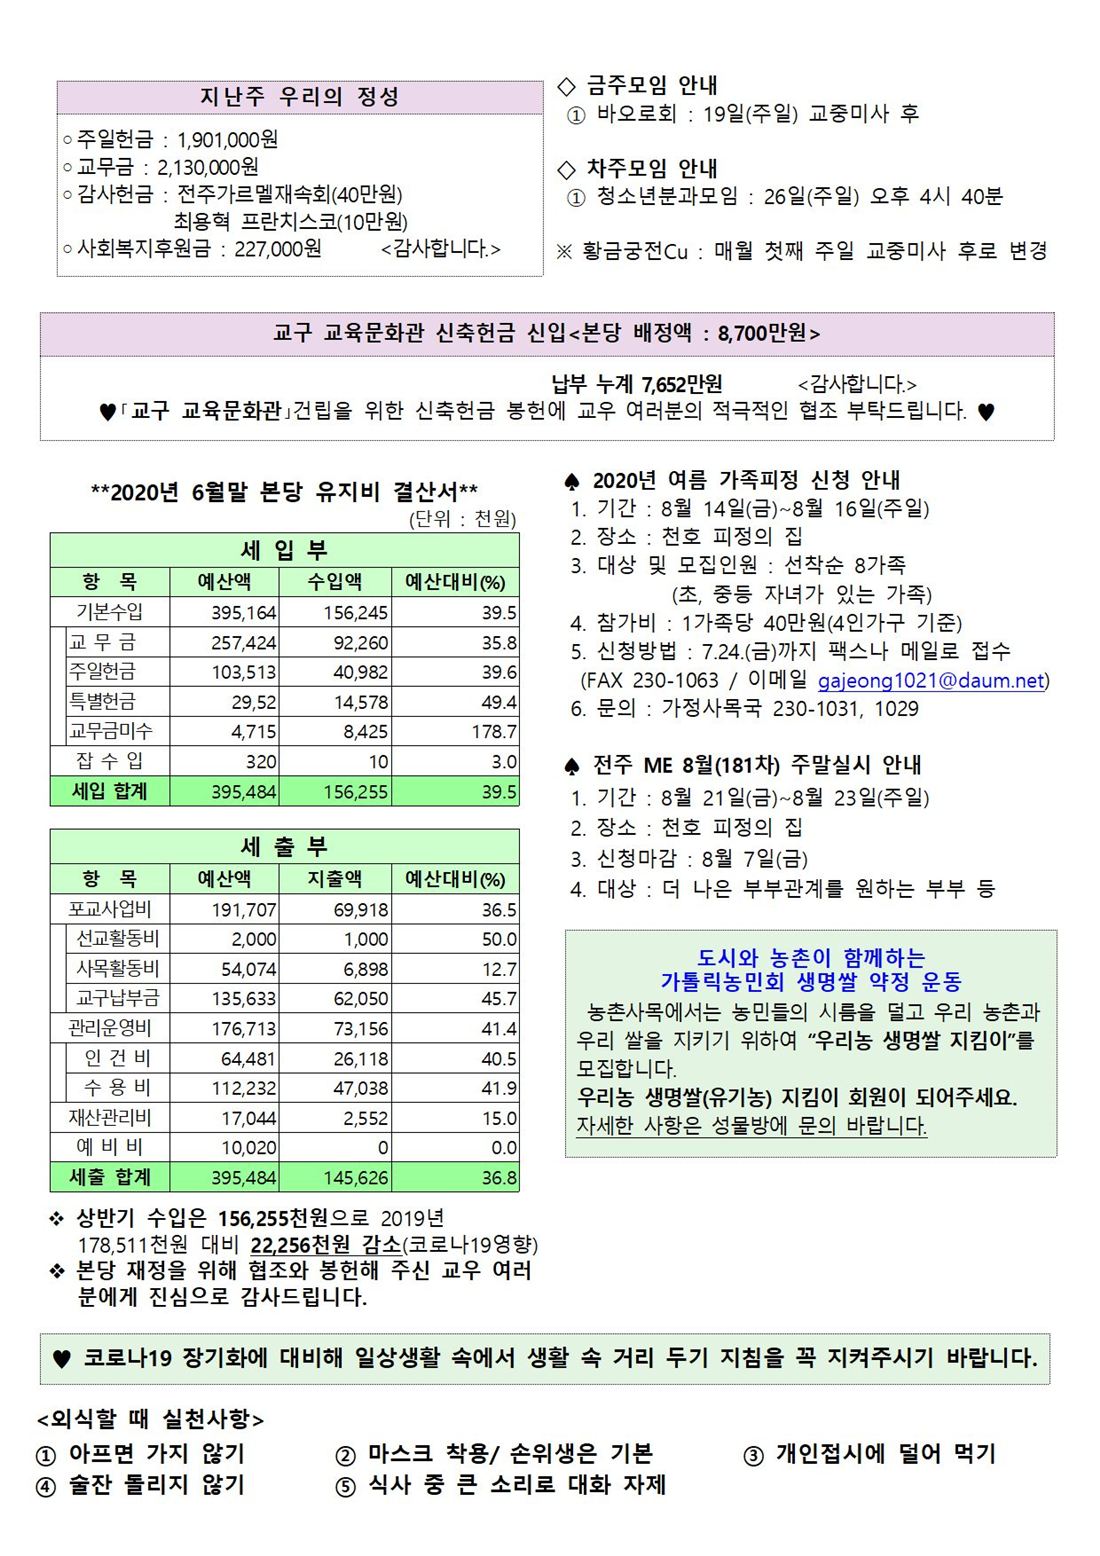 지난주 우리의 정성
○ 주일헌금 : 1,901,000원
○ 교무금 : 2,130,000원
○ 감사헌금 : 전주가르멜재속회(40만원)
최용혁 프란치스코(10만원)
○ 사회복지후원금 : 227,000원 <감사합니다.>
◇ 금주모임 안내
① 바오로회 : 19일(주일) 교중미사 후
◇ 차주모임 안내
① 청소년분과모임 : 26일(주일) 오후 4시 40분
※ 황금궁전Cu : 매월 첫째 주일 교중미사 후로 변경
교구 교육문화관 신축헌금 신입<본당 배정액 : 8,700만원>
납부 누계 7,652만원 <감사합니다.>
♥「교구 교육문화관」건립을 위한 신축헌금 봉헌에 교우 여러분의 적극적인 협조 부탁드립니다. ♥
**2020년 6월말 본당 유지비 결산서**
(단위 : 천원)
세 입 부
항 목 예산액 수입액 예산대비(%)
기본수입 395,164 156,245 39.5
교 무 금 257,424 92,260 35.8
주일헌금 103,513 40,982 39.6
특별헌금 29,52 14,578 49.4
교무금미수 4,715 8,425 178.7
잡 수 입 320 10 3.0
세입 합계 395,484 156,255 39.5
세 출 부
항 목 예산액 지출액 예산대비(%)
포교사업비 191,707 69,918 36.5
선교활동비 2,000 1,000 50.0
사목활동비 54,074 6,898 12.7
교구납부금 135,633 62,050 45.7
관리운영비 176,713 73,156 41.4
인 건 비 64,481 26,118 40.5
수 용 비 112,232 47,038 41.9
재산관리비 17,044 2,552 15.0
예 비 비 10,020 0 0.0
세출 합계 395,484 145,626 36.8
❖ 상반기 수입은 156,255천원으로 2019년
178,511천원 대비 22,256천원 감소(코로나19영향)
❖ 본당 재정을 위해 협조와 봉헌해 주신 교우 여러
분에게 진심으로 감사드립니다.
♠ 2020년 여름 가족피정 신청 안내
1. 기간 : 8월 14일(금)~8월 16일(주일)
2. 장소 : 천호 피정의 집
3. 대상 및 모집인원 : 선착순 8가족
(초, 중등 자녀가 있는 가족)
4. 참가비 : 1가족당 40만원(4인가구 기준)
5. 신청방법 : 7.24.(금)까지 팩스나 메일로 접수
(FAX 230-1063 / 이메일 gajeong1021@daum.net)
6. 문의 : 가정사목국 230-1031, 1029
♠ 전주 ME 8월(181차) 주말실시 안내
1. 기간 : 8월 21일(금)~8월 23일(주일)
2. 장소 : 천호 피정의 집
3. 신청마감 : 8월 7일(금)
4. 대상 : 더 나은 부부관계를 원하는 부부 등
도시와 농촌이 함께하는
가톨릭농민회 생명쌀 약정 운동
농촌사목에서는 농민들의 시름을 덜고 우리 농촌과
우리 쌀을 지키기 위하여 “우리농 생명쌀 지킴이”를
모집합니다.
우리농 생명쌀(유기농) 지킴이 회원이 되어주세요.
자세한 사항은 성물방에 문의 바랍니다.
♥ 코로나19 장기화에 대비해 일상생활 속에서 생활 속 거리 두기 지침을 꼭 지켜주시기 바랍니다.
<외식할 때 실천사항>
① 아프면 가지 않기 ② 마스크 착용/ 손위생은 기본 ③ 개인접시에 덜어 먹기
④ 술잔 돌리지 않기 ⑤ 식사 중 큰 소리로 대화 자제